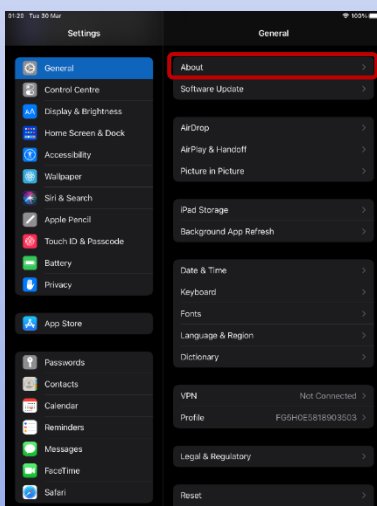 01:20 Tue 30 Mar 100%
Settings
General
General
Control Centre
Display & Brightness
Home Screen & Dock
Accessibility
Wallpaper
Siri & Search
Apple Pencil
Touch ID & Passcode
Battery
Privacy
App Store
Passwords
Contacts
Calendar
Reminders
Messages
FaceTime
Safari
About
Software Update
AirDrop
AirPlay & Handoff
Picture in Picture
iPad Storage
Background App Refresh
Date & Time
Keyboard
Fonts
Language & Region
Dictionary
VPN Not Connected
Profile FG5H0E5818903503
Legal & Regulatory
Reset